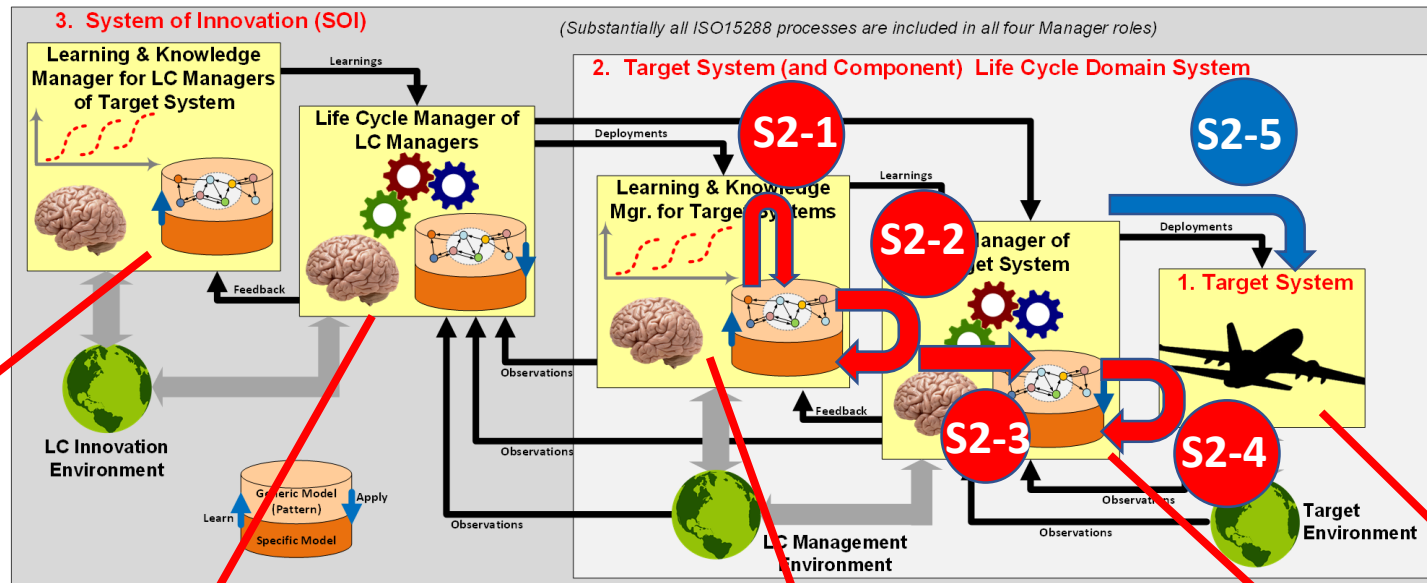 3. System of Innovation (SOI)
(Substantially all ISO15288 processes are included in all four Manager roles)
Learning & Knowledge
Manager for LC Managers
of Target System
Learnings
Life Cycle Manager of
LC Managers
Feedback
LC Innovation
Environment
Generic Model
(Pattern)
Specific Model
Learn
Apply
2. Target System (and Component) Life Cycle Domain System
Deployments
S2-1
Learning & Knowledge
Mgr. for Target Systems
Learnings
S2-2
Manager of
get System
S2-5
Deployments
1. Target System
Observations
Feedback
Observations
Observations
S2-3
S2-4
Observations
Observations
LC Management
Environment
Target
Environment